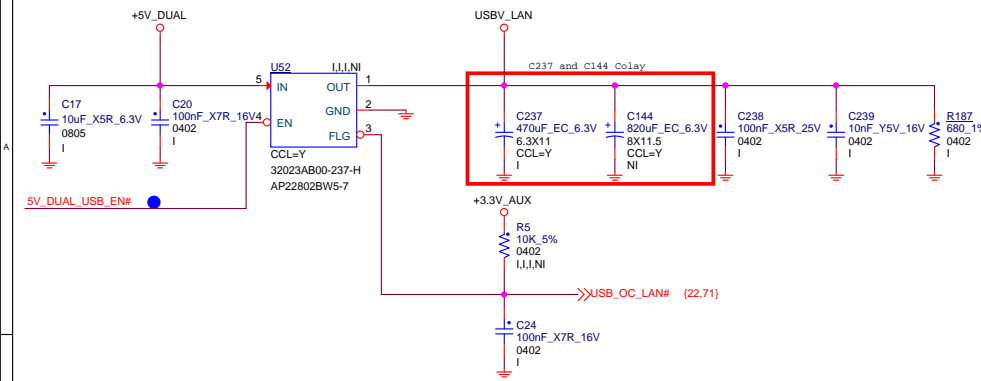 +5V_DUAL
USBV_LAN
U52
I,I,I,NI
C237 and C144 Colay
5
IN
OUT
1
C17
10uF_X5R_6.3V
0805
I
C20
100nF_X7R_16V
0402
I
4
EN
GND
2
FLG
3
CCL=Y
32023AB00-237-H
AP22802BW5-7
C237
470uF_EC_6.3V
6.3X11
CCL=Y
I
C144
820uF_EC_6.3V
8X11.5
CCL=Y
NI
C238
100nF_X5R_25V
0402
I
C239
10nF_Y5V_16V
0402
I
R187
680_1%
0402
I
A
5V_DUAL_USB_EN#
+3.3V_AUX
R5
10K_5%
0402
I,I,I,NI
USB_OC_LAN# {22,71}
C24
100nF_X7R_16V
0402
I